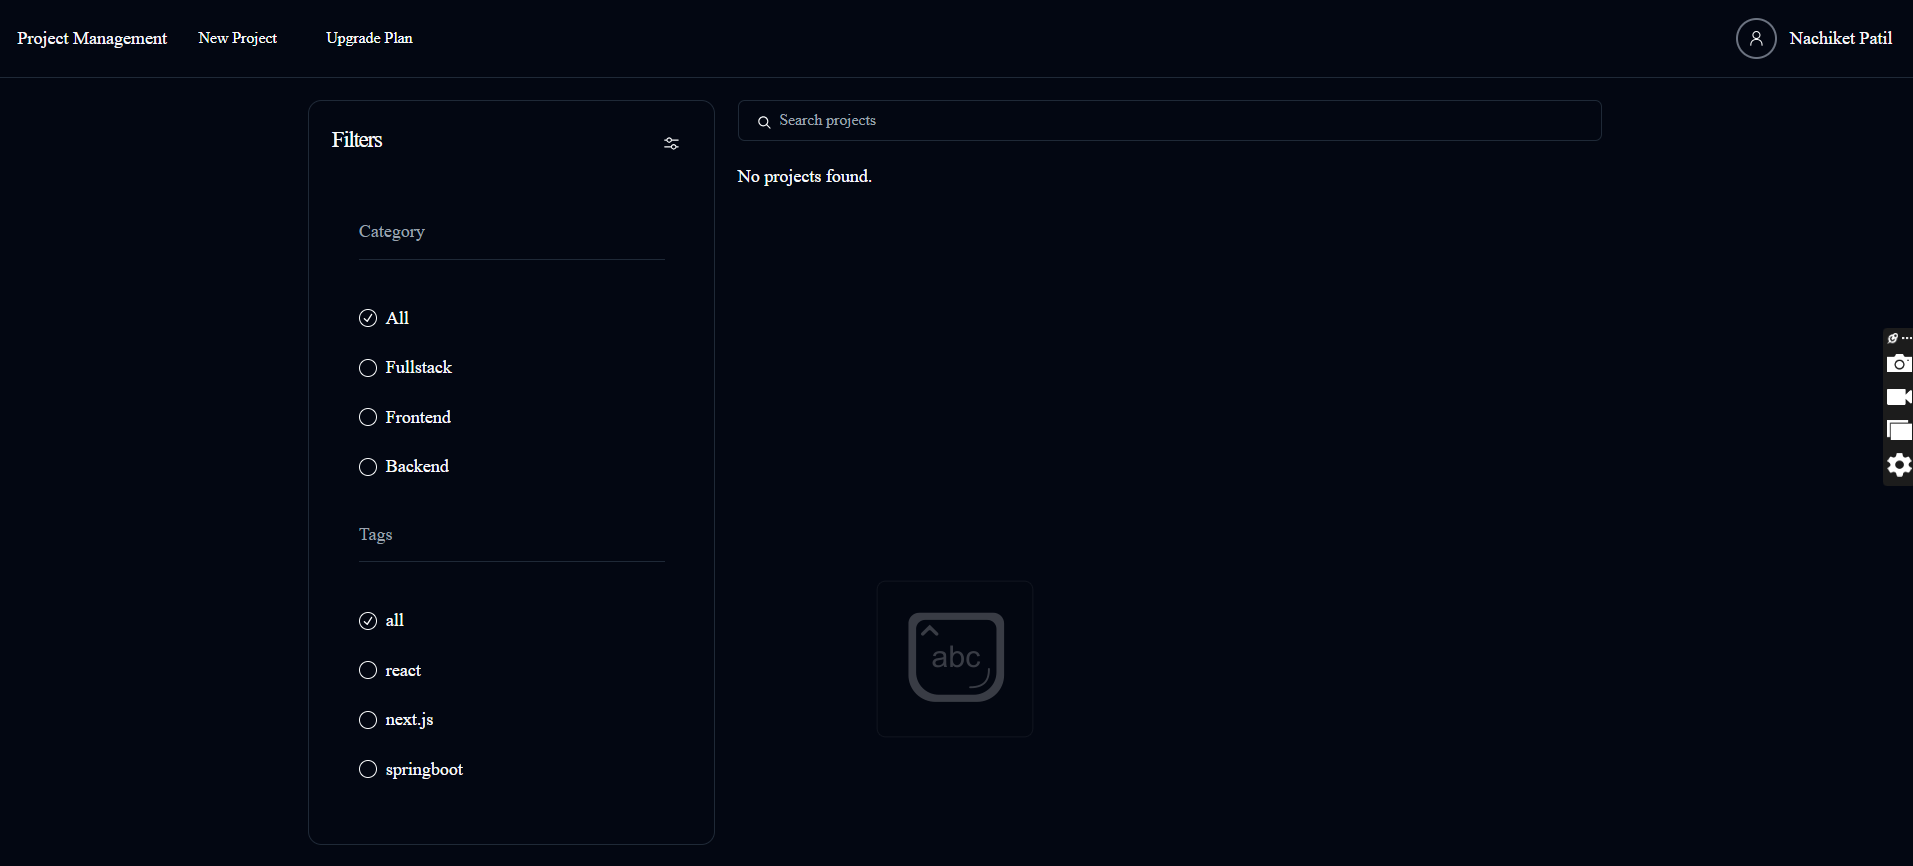 Project Management
New Project
Upgrade Plan
Nachiket Patil
Filters
Category
All
Fullstack
Frontend
Backend
Tags
all
react
next.js
springboot
Search projects
No projects found.
abc